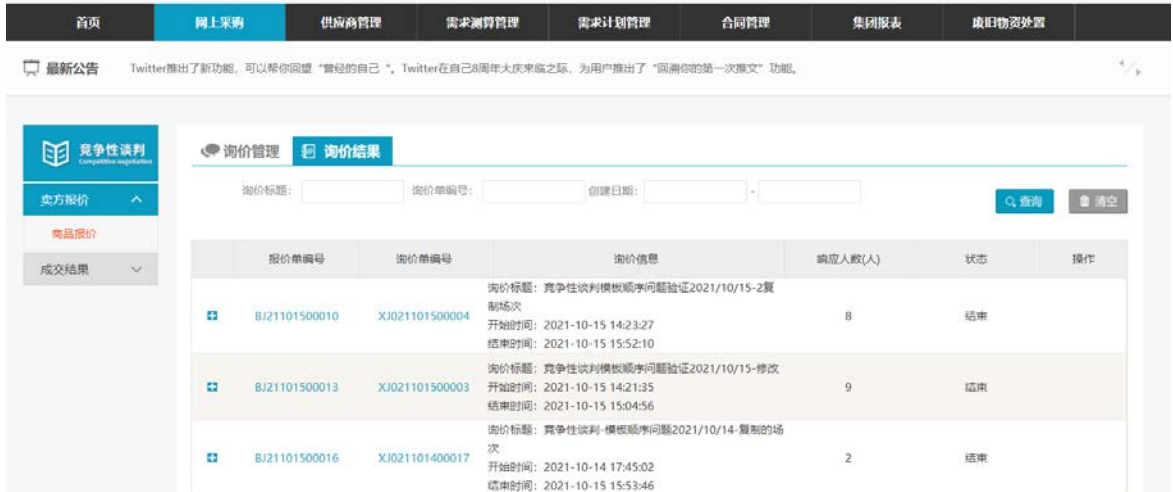 首页 网上采购 供应商管理 需求测算管理 需求计划管理 合同管理 集团报表 废旧物资处置
最新公告 Twitter推出了新功能，可以帮你回望“曾经的自己 ”。Twitter在自己8周年大庆来临之际，为用户推出了“回溯你的第一次推文”功能。
竞争性谈判
Competitive negotiation
卖方报价
商品报价
成交结果
询价管理 询价结果
询价标题： 询价单编号： 创建日期： -
查询 清空
报价单编号 询价单编号 询价信息 响应人数(人) 状态 操作
询价标题：竞争性谈判模板顺序问题验证2021/10/15-2复
制场次
BJ21101500010 XJ021101500004 8 结束
开始时间：2021-10-15 14:23:27
结束时间：2021-10-15 15:52:10
询价标题：竞争性谈判模板顺序问题验证2021/10/15-修改
BJ21101500013 XJ021101500003 开始时间：2021-10-15 14:21:35 9 结束
结束时间：2021-10-15 15:04:56
询价标题：竞争性谈判-模板顺序问题2021/10/14-复制的场
次
BJ21101500016 XJ021101400017 2 结束
开始时间：2021-10-14 17:45:02
结束时间：2021-10-15 15:53:46